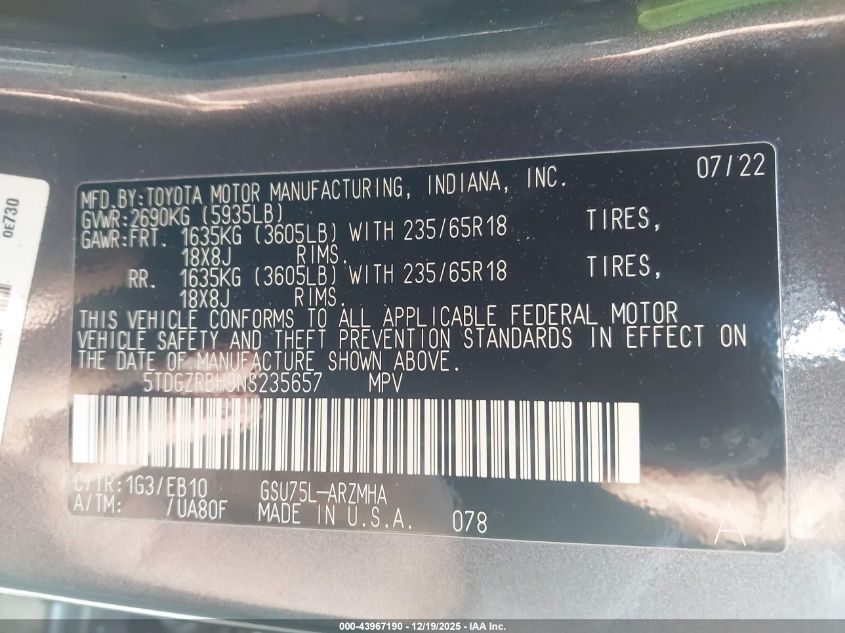 07/22
MFD.BY:TOYOTA MOTOR MANUFACTURING, INDIANA, INC.
GVWR:2690KG (5935LB)
GAWR:FRT. 1635KG (3605LB) WITH 235/65R18 TIRES,
18X8J RIMS.
RR. 1635KG (3605LB) WITH 235/65R18 TIRES,
18X8J RIMS.
THIS VEHICLE CONFORMS TO ALL APPLICABLE FEDERAL MOTOR
VEHICLE SAFETY AND THEFT PREVENTION STANDARDS IN EFFECT ON
THE DATE OF MANUFACTURE SHOWN ABOVE.
5TDGZRBH9NS235657 MPV
C/TR:1G3/EB10 GSU75L-ARZMHA
A/TM: /UA80F MADE IN U.S.A. 078
A
0E730
000-43967190 - 12/19/2025 - IAA Inc.